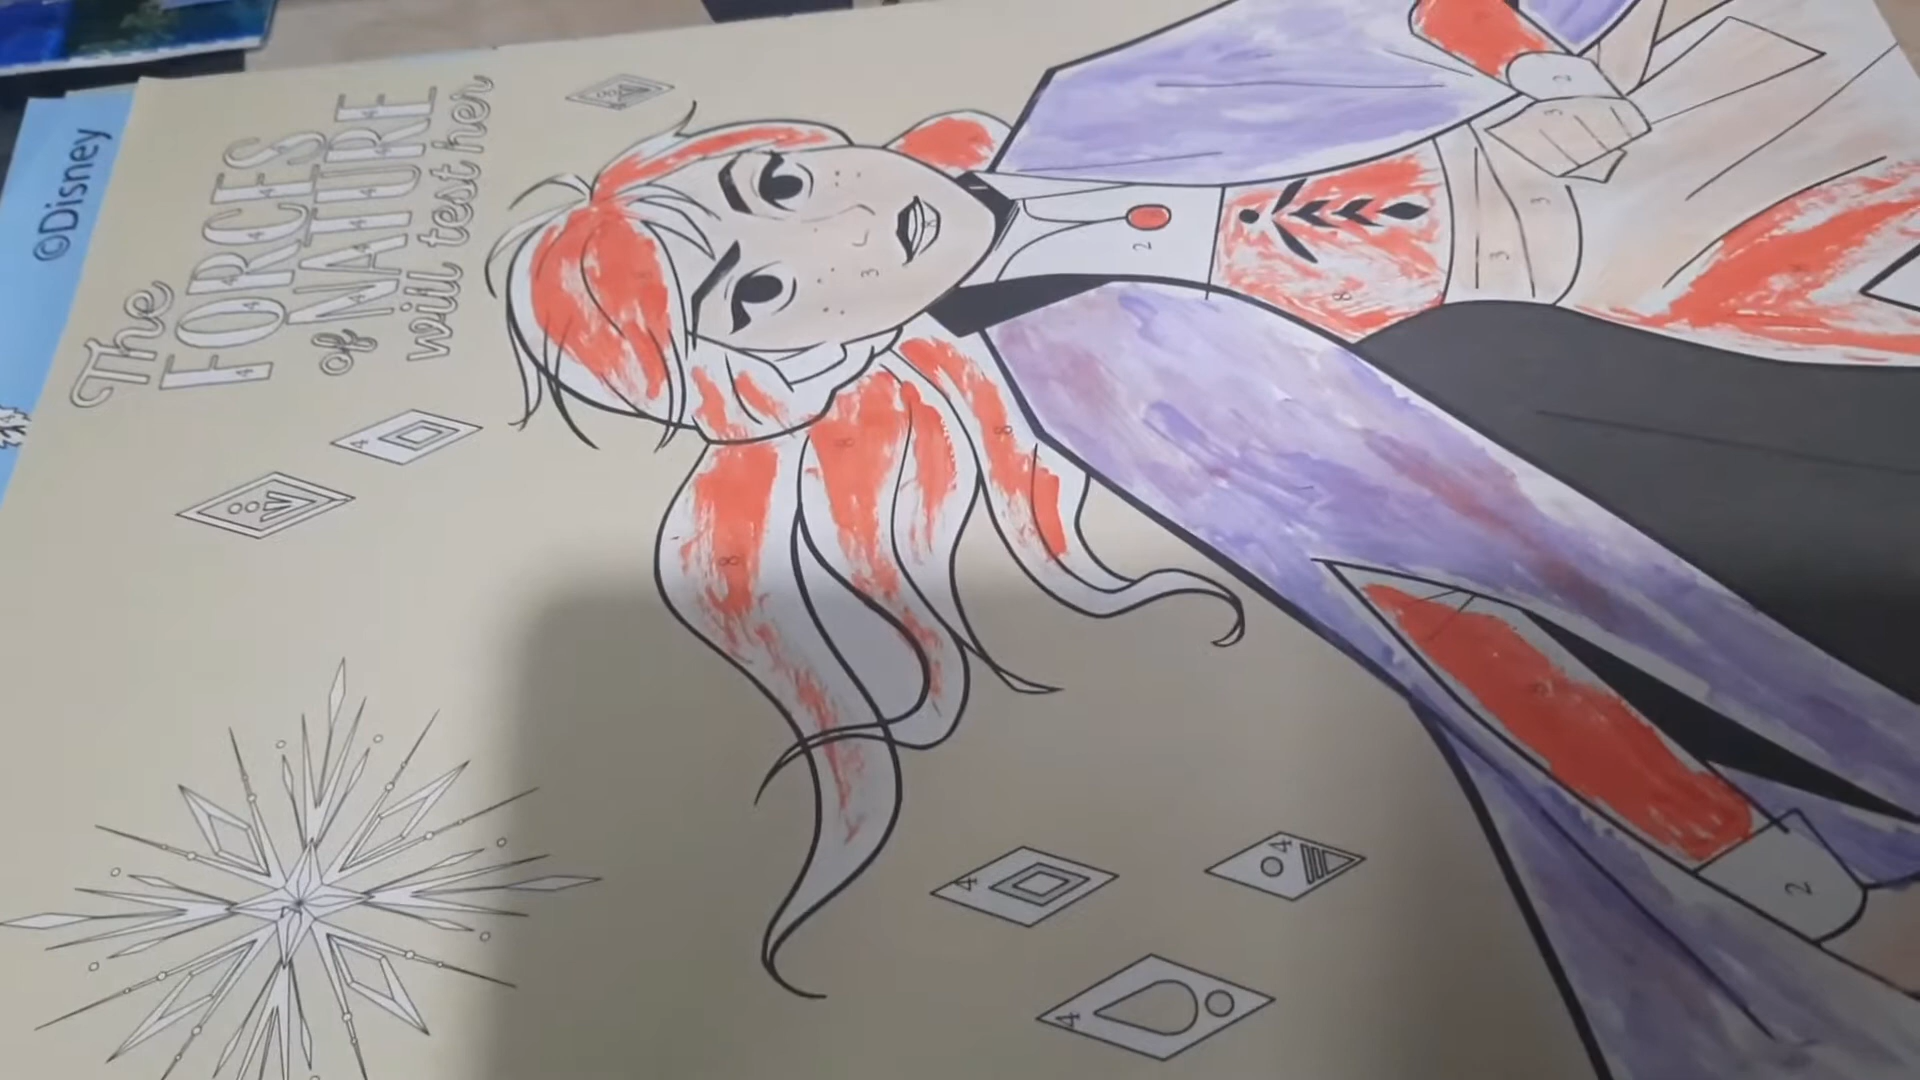 ©Disney
The
FORCES
of NATURE
will test her